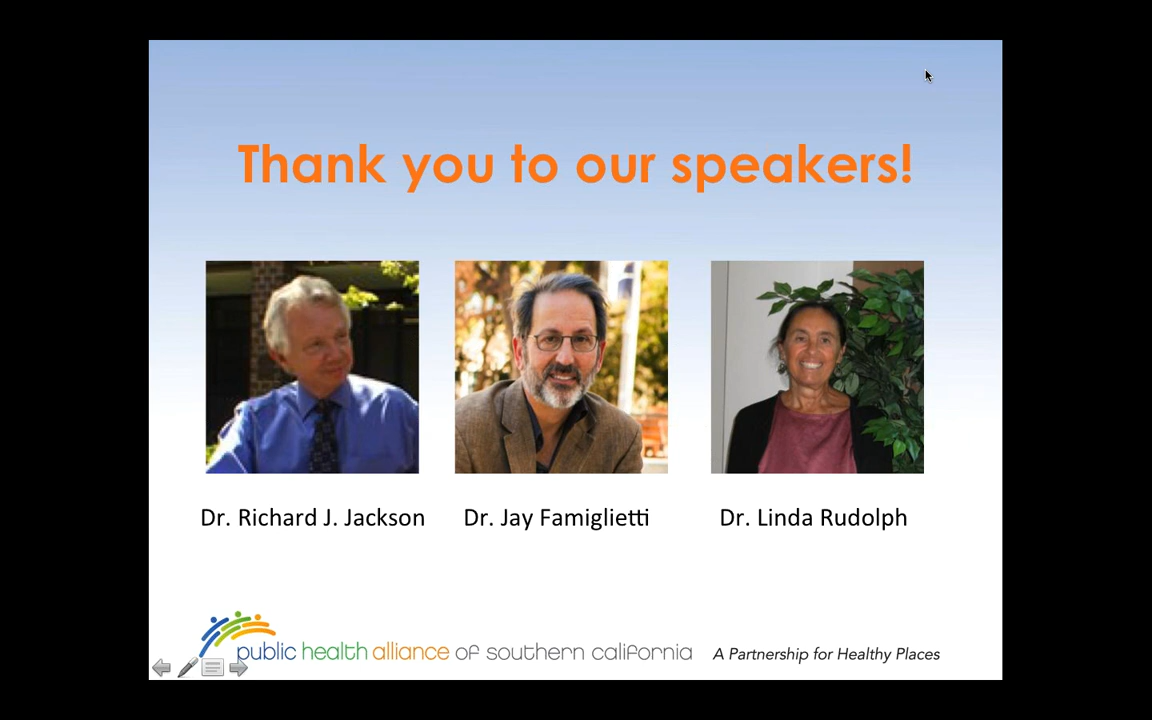 Thank you to our speakers!
Dr. Richard J. Jackson
Dr. Jay Famiglietti
Dr. Linda Rudolph
public health alliance of southern california
A Partnership for Healthy Places